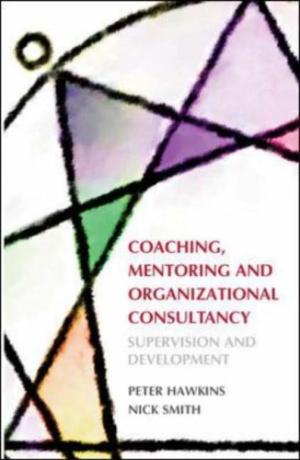 COACHING,
MENTORING AND
ORGANIZATIONAL
CONSULTANCY
SUPERVISION AND
DEVELOPMENT
PETER HAWKINS
NICK SMITH